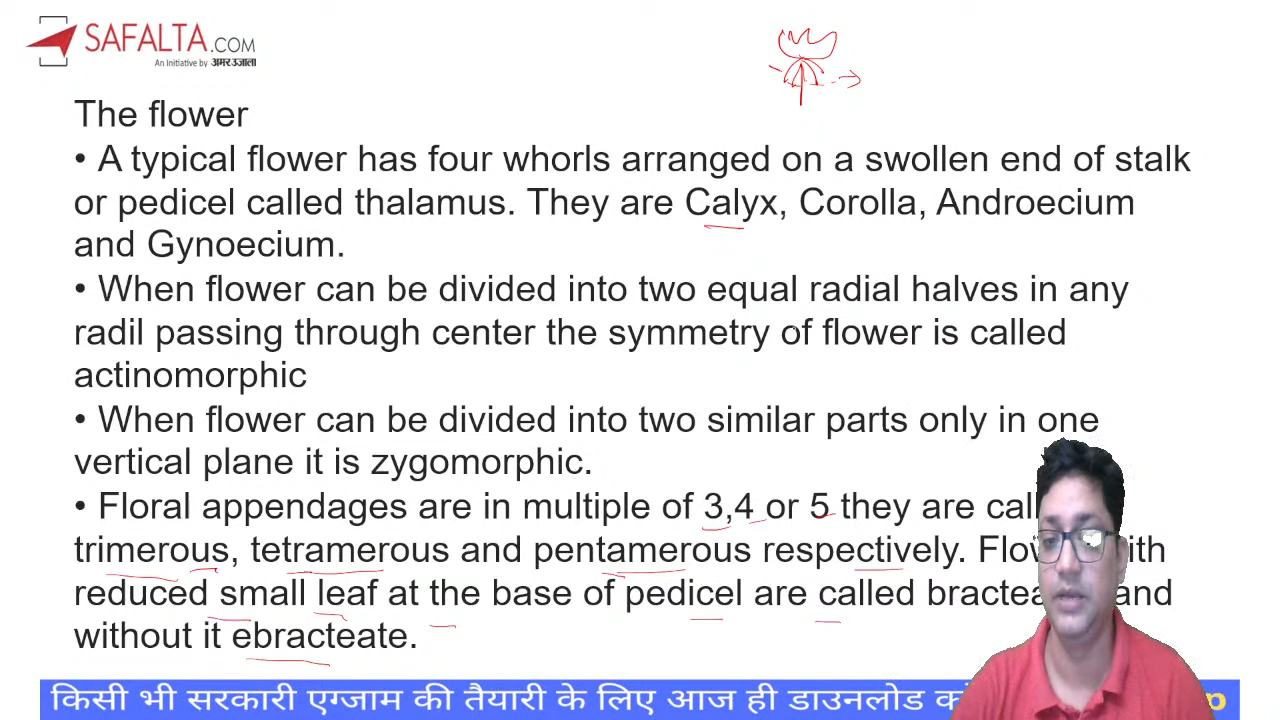 SAFALTA.COM
An Initiative by अमर उजाला
The flower
• A typical flower has four whorls arranged on a swollen end of stalk
or pedicel called thalamus. They are Calyx, Corolla, Androecium
and Gynoecium.
• When flower can be divided into two equal radial halves in any
radil passing through center the symmetry of flower is called
actinomorphic
• When flower can be divided into two similar parts only in one
vertical plane it is zygomorphic.
• Floral appendages are in multiple of 3,4 or 5 they are
trimerous, tetramerous and pentamerous respectively.
reduced small leaf at the base of pedicel are called and
without it ebracteate.
किसी भी सरकारी एग्जाम की तैयारी के लिए आज ही डाउनलोड